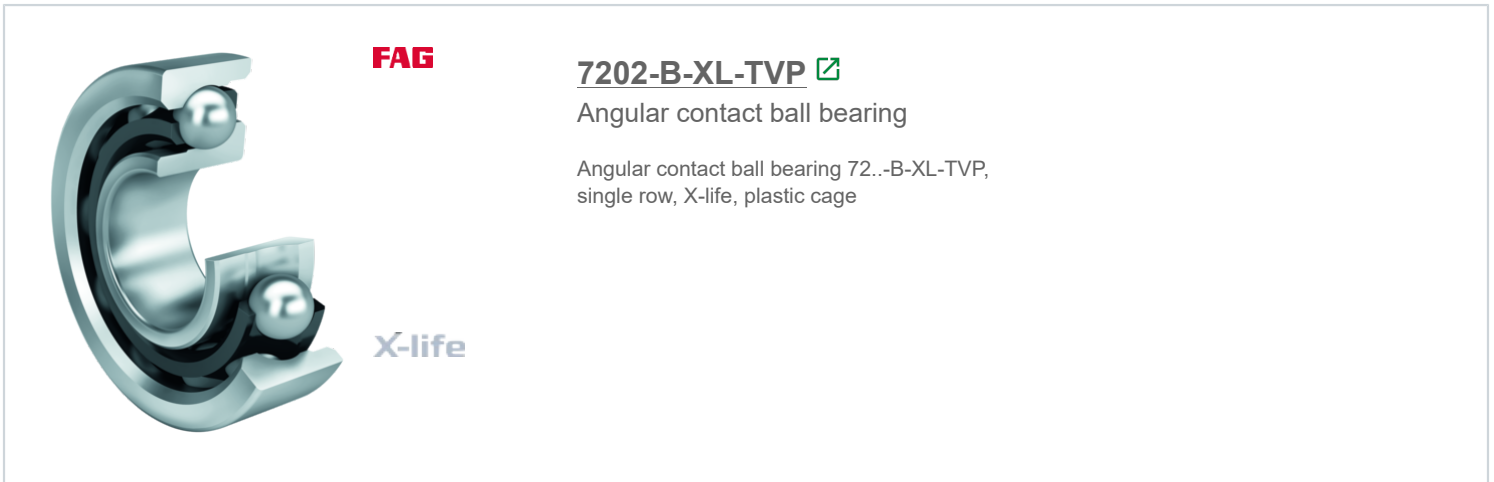 FAG
7202-B-XL-TVP
Angular contact ball bearing
Angular contact ball bearing 72..-B-XL-TVP,
single row, X-life, plastic cage
X-life